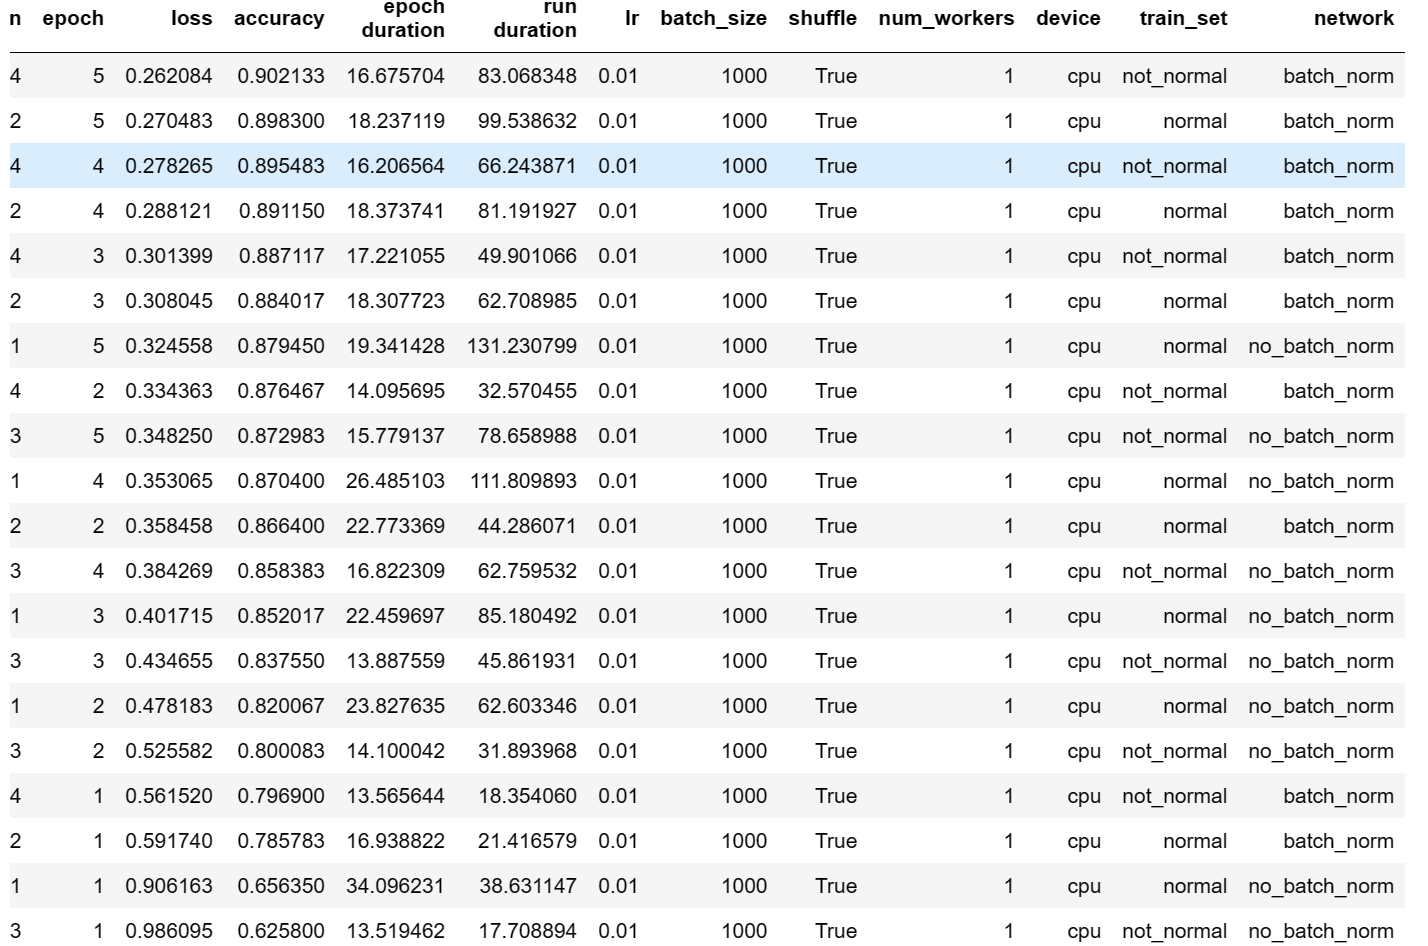 n epoch loss accuracy epoch duration run duration lr batch_size shuffle num_workers device train_set network
4 5 0.262084 0.902133 16.675704 83.068348 0.01 1000 True 1 cpu not_normal batch_norm
2 5 0.270483 0.898300 18.237119 99.538632 0.01 1000 True 1 cpu normal batch_norm
4 4 0.278265 0.895483 16.206564 66.243871 0.01 1000 True 1 cpu not_normal batch_norm
2 4 0.288121 0.891150 18.373741 81.191927 0.01 1000 True 1 cpu normal batch_norm
4 3 0.301399 0.887117 17.221055 49.901066 0.01 1000 True 1 cpu not_normal batch_norm
2 3 0.308045 0.884017 18.307723 62.708985 0.01 1000 True 1 cpu normal batch_norm
1 5 0.324558 0.879450 19.341428 131.230799 0.01 1000 True 1 cpu normal no_batch_norm
4 2 0.334363 0.876467 14.095695 32.570455 0.01 1000 True 1 cpu not_normal batch_norm
3 5 0.348250 0.872983 15.779137 78.658988 0.01 1000 True 1 cpu not_normal no_batch_norm
1 4 0.353065 0.870400 26.485103 111.809893 0.01 1000 True 1 cpu normal no_batch_norm
2 2 0.358458 0.866400 22.773369 44.286071 0.01 1000 True 1 cpu normal batch_norm
3 4 0.384269 0.858383 16.822309 62.759532 0.01 1000 True 1 cpu not_normal no_batch_norm
1 3 0.401715 0.852017 22.459697 85.180492 0.01 1000 True 1 cpu normal no_batch_norm
3 3 0.434655 0.837550 13.887559 45.861931 0.01 1000 True 1 cpu not_normal no_batch_norm
1 2 0.478183 0.820067 23.827635 62.603346 0.01 1000 True 1 cpu normal no_batch_norm
3 2 0.525582 0.800083 14.100042 31.893968 0.01 1000 True 1 cpu not_normal no_batch_norm
4 1 0.561520 0.796900 13.565644 18.354060 0.01 1000 True 1 cpu not_normal batch_norm
2 1 0.591740 0.785783 16.938822 21.416579 0.01 1000 True 1 cpu normal batch_norm
1 1 0.906163 0.656350 34.096231 38.631147 0.01 1000 True 1 cpu normal no_batch_norm
3 1 0.986095 0.625800 13.519462 17.708894 0.01 1000 True 1 cpu not_normal no_batch_norm